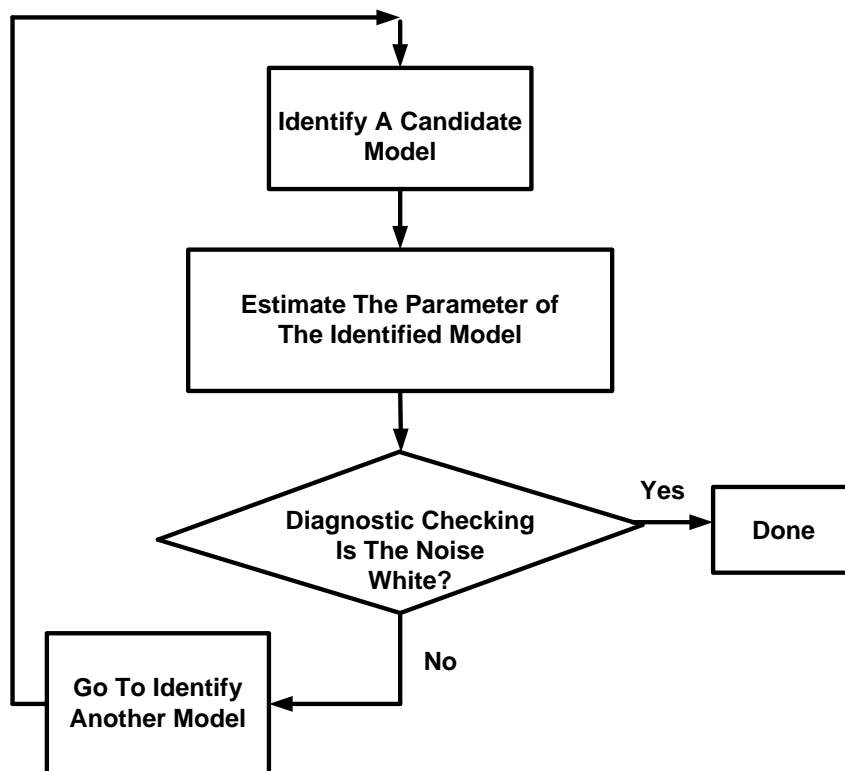 Identify A Candidate
Model
Estimate The Parameter of
The Identified Model
Diagnostic Checking
Is The Noise
White?
Yes
Done
No
Go To Identify
Another Model